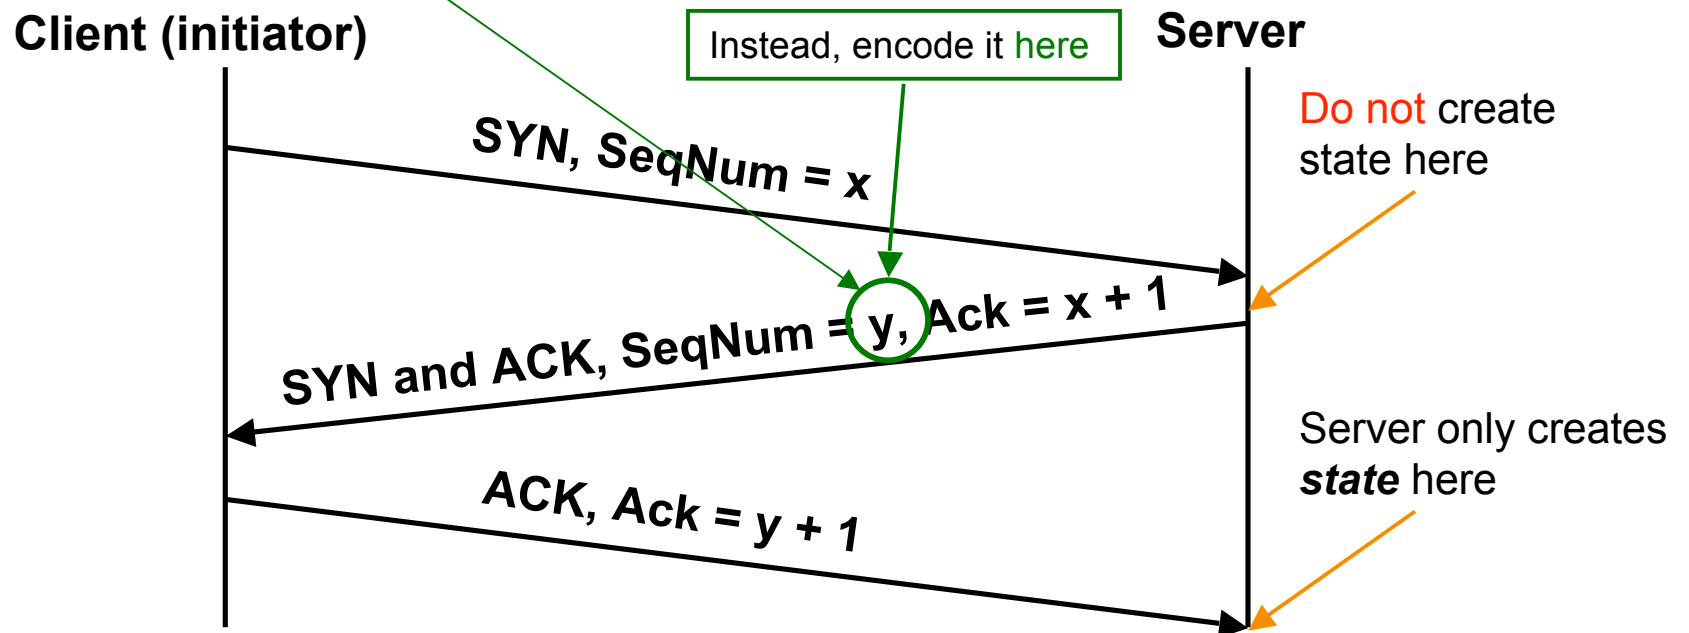 Client (initiator)
Instead, encode it here
Server
Do not create
state here
SYN, SeqNum = x
SYN and ACK, SeqNum = y, Ack = x + 1
Server only creates
state here
ACK, Ack = y + 1